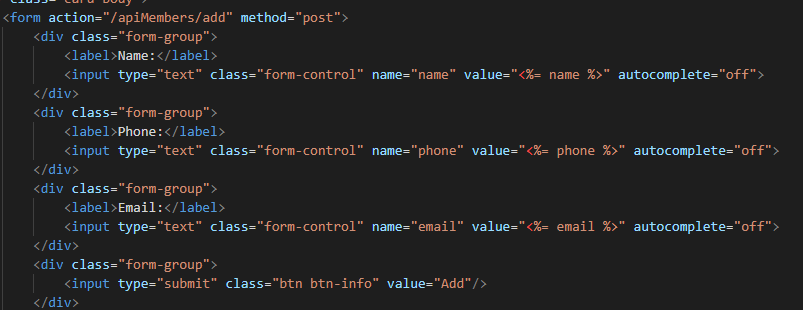 class="card-body">
<form action="/apiMembers/add" method="post">
<div class="form-group">
<label>Name:</label>
<input type="text" class="form-control" name="name" value="<%= name %>" autocomplete="off">
</div>
<div class="form-group">
<label>Phone:</label>
<input type="text" class="form-control" name="phone" value="<%= phone %>" autocomplete="off">
</div>
<div class="form-group">
<label>Email:</label>
<input type="text" class="form-control" name="email" value="<%= email %>" autocomplete="off">
</div>
<div class="form-group">
<input type="submit" class="btn btn-info" value="Add"/>
</div>